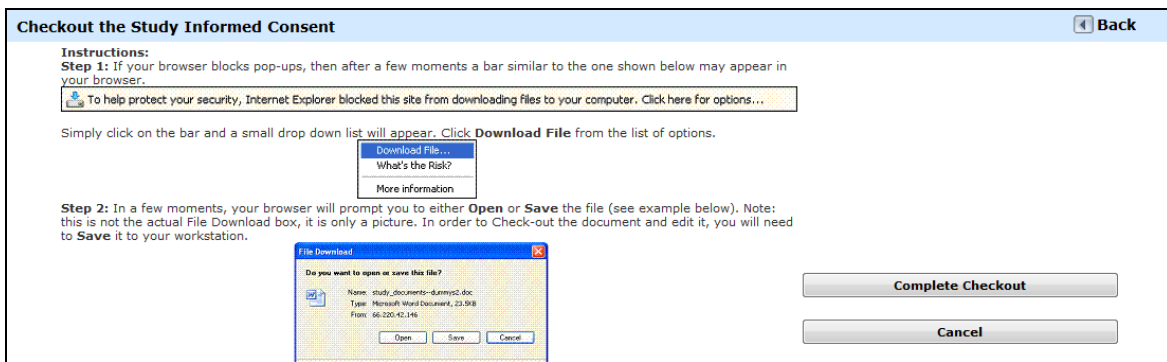 Checkout the Study Informed Consent
Back
Instructions:
Step 1: If your browser blocks pop-ups, then after a few moments a bar similar to the one shown below may appear in
your browser.
To help protect your security, Internet Explorer blocked this site from downloading files to your computer. Click here for options...
Simply click on the bar and a small drop down list will appear. Click Download File from the list of options.
Download File...
What's the Risk?
More information
Step 2: In a few moments, your browser will prompt you to either Open or Save the file (see example below). Note:
this is not the actual File Download box, it is only a picture. In order to Check-out the document and edit it, you will need
to Save it to your workstation.
File Download
Do you want to open or save this file?
Name: study_documents--dummys2.doc
Type: Microsoft Word Document, 23.5KB
From: 66.220.42.146
Open Save Cancel
Complete Checkout
Cancel